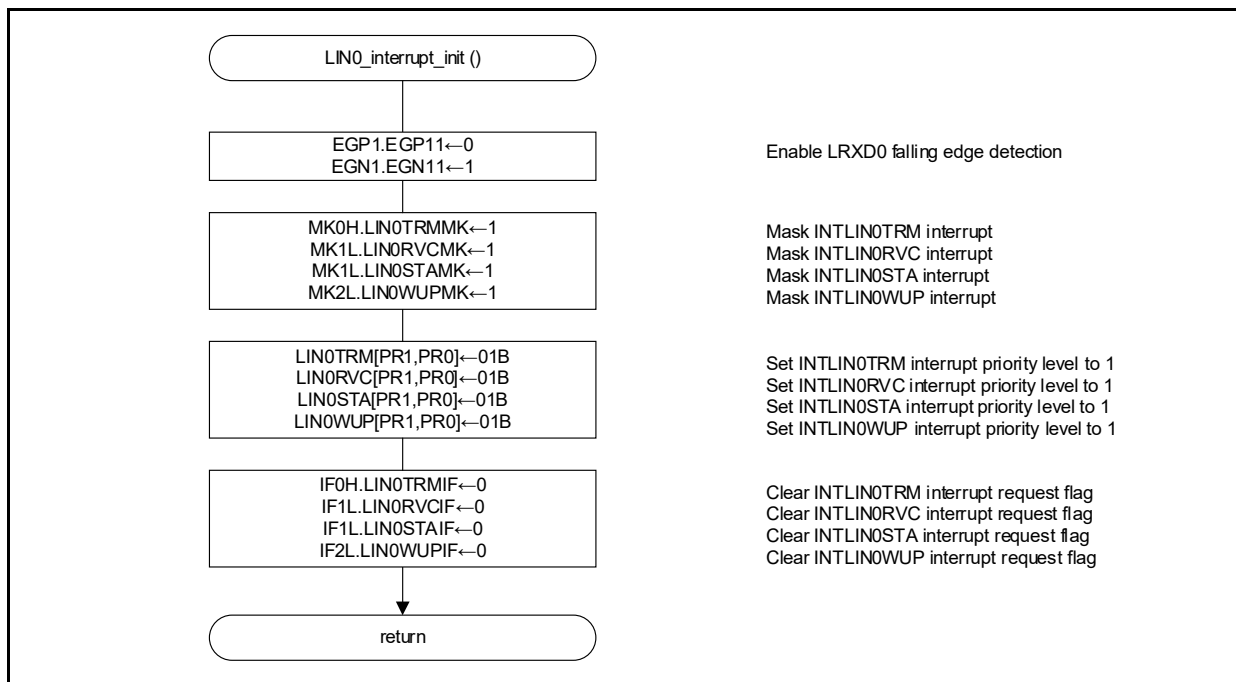 LIN0_interrupt_init ()
EGP1.EGP11←0
EGN1.EGN11←1
Enable LRXD0 falling edge detection
MK0H.LIN0TRMMK←1
MK1L.LIN0RVCMK←1
MK1L.LIN0STAMK←1
MK2L.LIN0WUPMK←1
Mask INTLIN0TRM interrupt
Mask INTLIN0RVC interrupt
Mask INTLIN0STA interrupt
Mask INTLIN0WUP interrupt
LIN0TRM[PR1,PR0]←01B
LIN0RVC[PR1,PR0]←01B
LIN0STA[PR1,PR0]←01B
LIN0WUP[PR1,PR0]←01B
Set INTLIN0TRM interrupt priority level to 1
Set INTLIN0RVC interrupt priority level to 1
Set INTLIN0STA interrupt priority level to 1
Set INTLIN0WUP interrupt priority level to 1
IF0H.LIN0TRMIF←0
IF1L.LIN0RVCIF←0
IF1L.LIN0STAIF←0
IF2L.LIN0WUPIF←0
Clear INTLIN0TRM interrupt request flag
Clear INTLIN0RVC interrupt request flag
Clear INTLIN0STA interrupt request flag
Clear INTLIN0WUP interrupt request flag
return